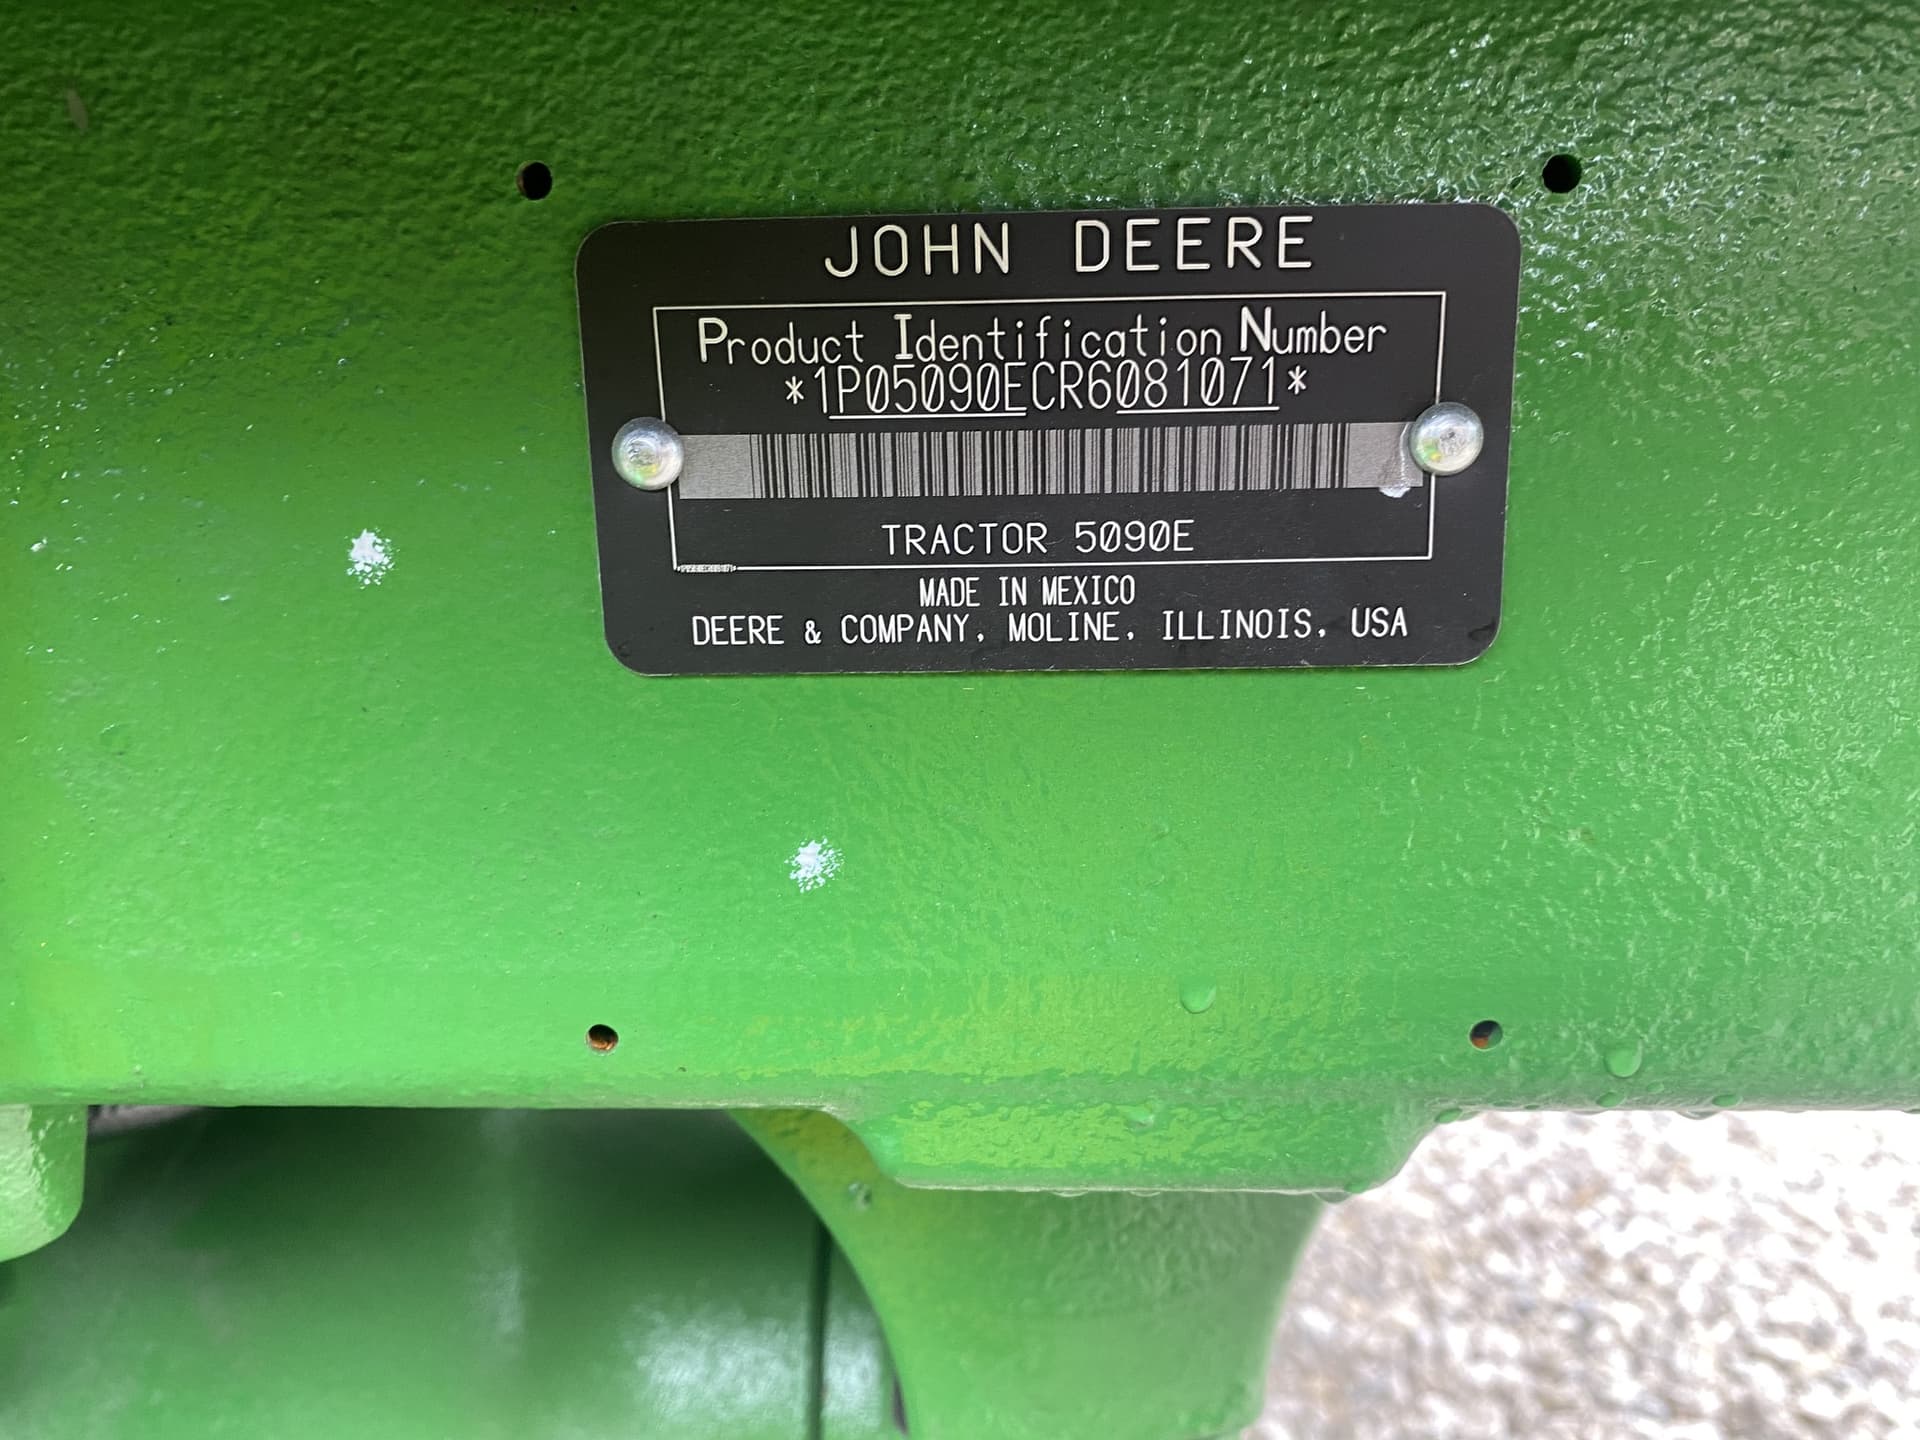 JOHN DEERE
Product Identification Number
*1P05090ECR6081071*
TRACTOR 5090E
MADE IN MEXICO
DEERE & COMPANY, MOLINE, ILLINOIS, USA